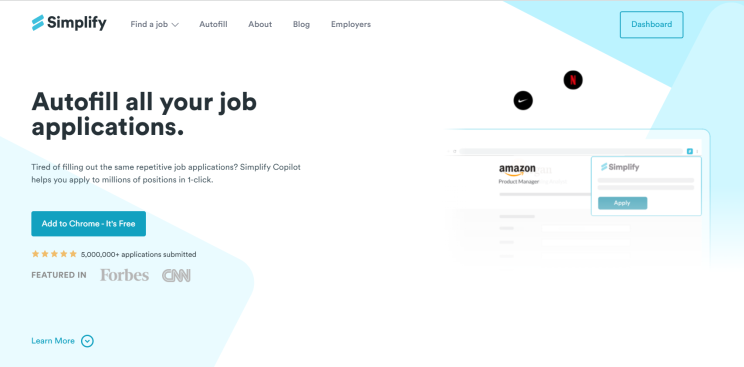 Simplify
Find a job
Autofill
About
Blog
Employers
Dashboard
Autofill all your job
applications.
Tired of filling out the same repetitive job applications? Simplify Copilot
helps you apply to millions of positions in 1-click.
Add to Chrome - It's Free
5,000,000+ applications submitted
FEATURED IN
Forbes
CNN
Learn More
N
amazon
Product Manager
Simplify
Apply